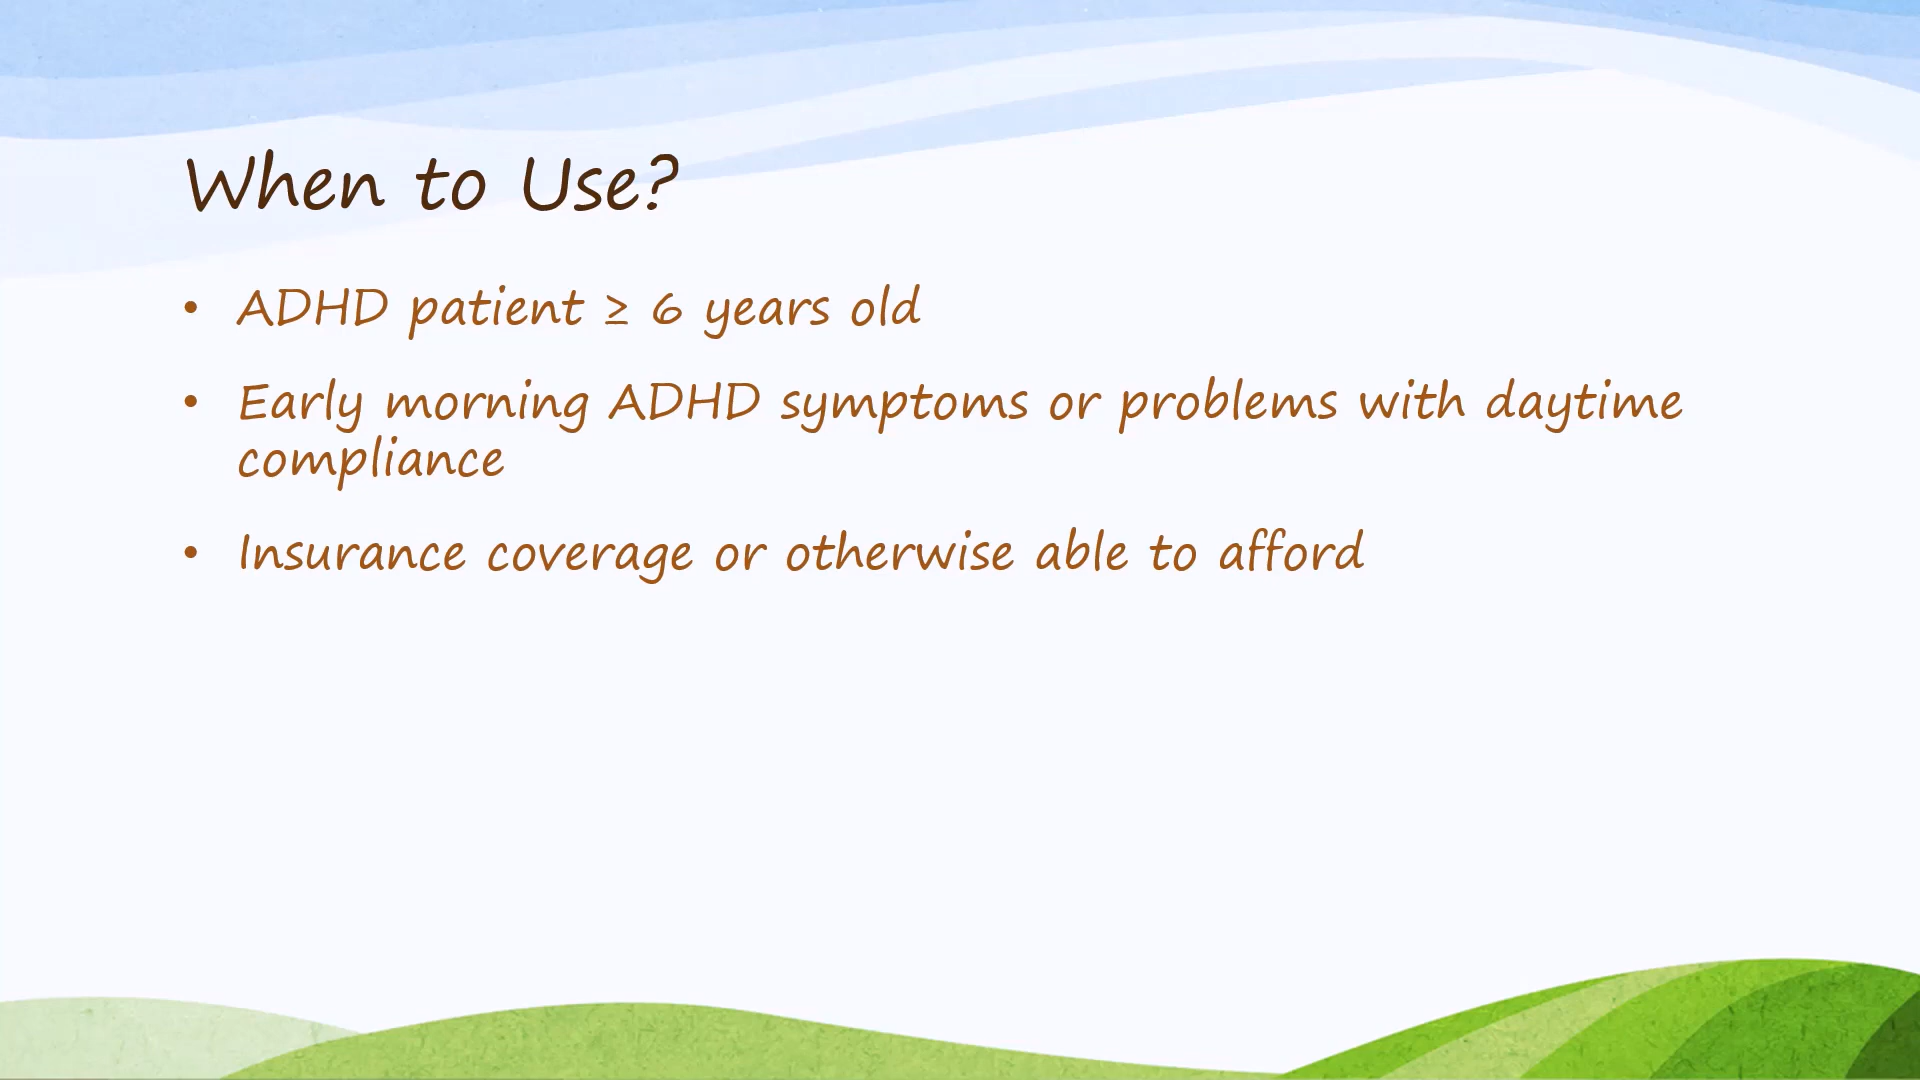 When to Use?
• ADHD patient ≥ 6 years old
• Early morning ADHD symptoms or problems with daytime
compliance
• Insurance coverage or otherwise able to afford